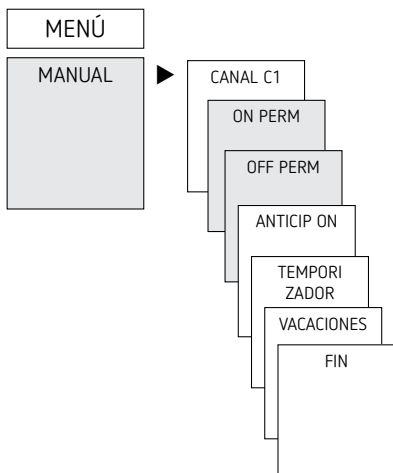 MENÚ
MANUAL
CANAL C1
ON PERM
OFF PERM
ANTICIP ON
TEMPORI
ZADOR
VACACIONES
FIN